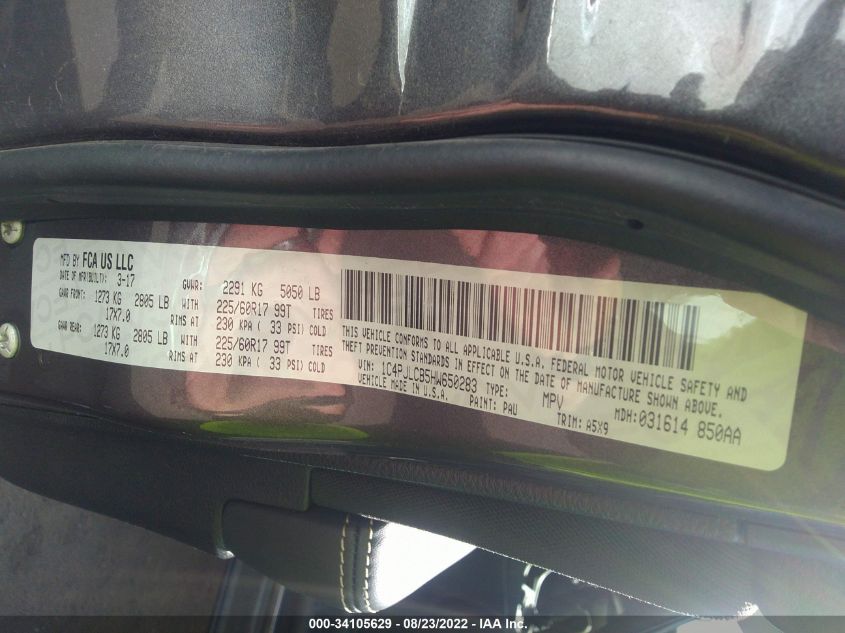 MFD BY FCA US LLC
DATE OF MFR(BUILT): 3-17
GVWR: 2291 KG 5050 LB
GAWR FRONT: 1273 KG 2805 LB WITH 225/60R17 99T TIRES
17X7.0 RIMS AT 230 KPA ( 33 PSI) COLD
GAWR REAR: 1273 KG 2805 LB WITH 225/60R17 99T TIRES
17X7.0 RIMS AT 230 KPA ( 33 PSI) COLD
THIS VEHICLE CONFORMS TO ALL APPLICABLE U.S.A. FEDERAL MOTOR VEHICLE SAFETY AND
THEFT PREVENTION STANDARDS IN EFFECT ON THE DATE OF MANUFACTURE SHOWN ABOVE.
VIN: 1C4PJLCB5HW650283 TYPE: MPV MDH:031614 850AA
VEHICLE MADE IN U.S.A. PAINT: PAU TRIM: A5X9
000-34105629 - 08/23/2022 - IAA Inc.